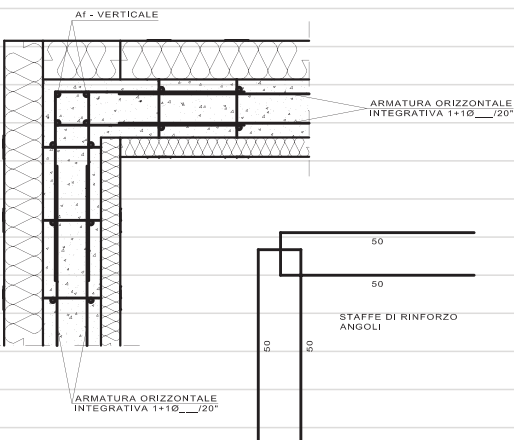 Af - VERTICALE
ARMATURA ORIZZONTALE
INTEGRATIVA 1+1Ø___/20"
50
50
STAFFE DI RINFORZO
ANGOLI
50
50
ARMATURA ORIZZONTALE
INTEGRATIVA 1+1Ø___/20"